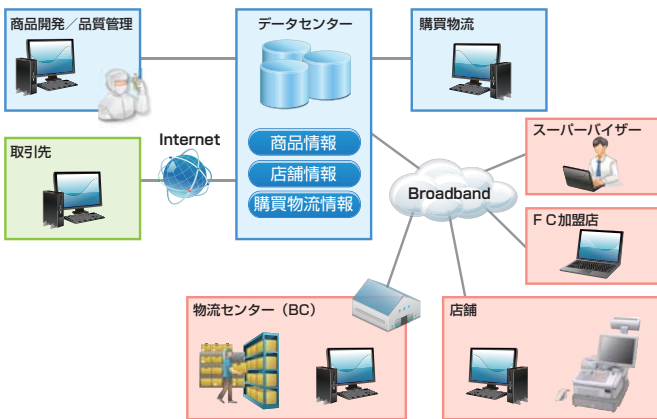 商品開発／品質管理
データセンター
購買物流
商品情報
店舗情報
購買物流情報
取引先
Internet
Broadband
スーパーバイザー
ＦＣ加盟店
物流センター（BC）
店舗